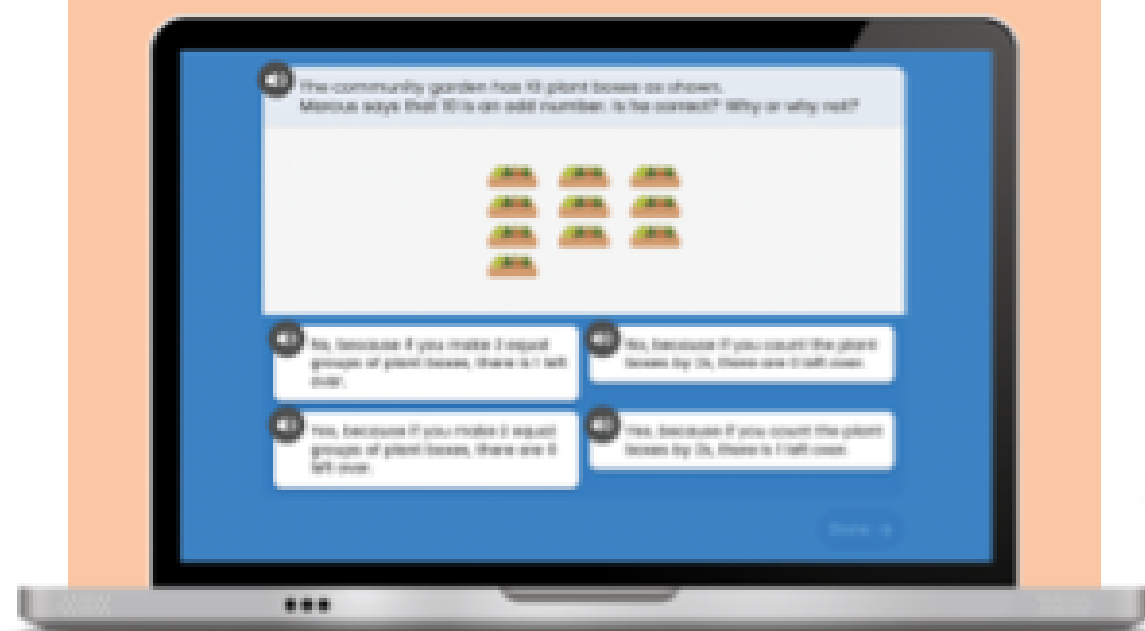 The community garden has 10 plant boxes as shown.
Marcus says that 10 is an odd number. Is he correct? Why or why not?
No, because if you make 2 equal
groups of plant boxes, there is 1 left
over.
No, because if you count the plant
boxes by 2s, there are 0 left over.
Yes, because if you make 2 equal
groups of plant boxes, there are 0
left over.
Yes, because if you count the plant
boxes by 2s, there is 1 left over.
Done